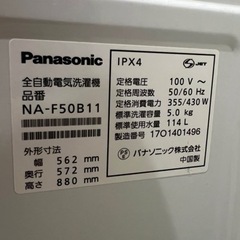 Panasonic
全自動電気洗濯機
品番
NA-F50B11
外形寸法
幅 562 mm
奥行 572 mm
高さ 880 mm
IPX4
JET
定格電圧 100 V～
定格周波数 50/60 Hz
定格消費電力 355/430 W
標準洗濯容量 5.0 kg
標準使用水量 114 L
製造番号 1701401496
パナソニック株式会社
中国製